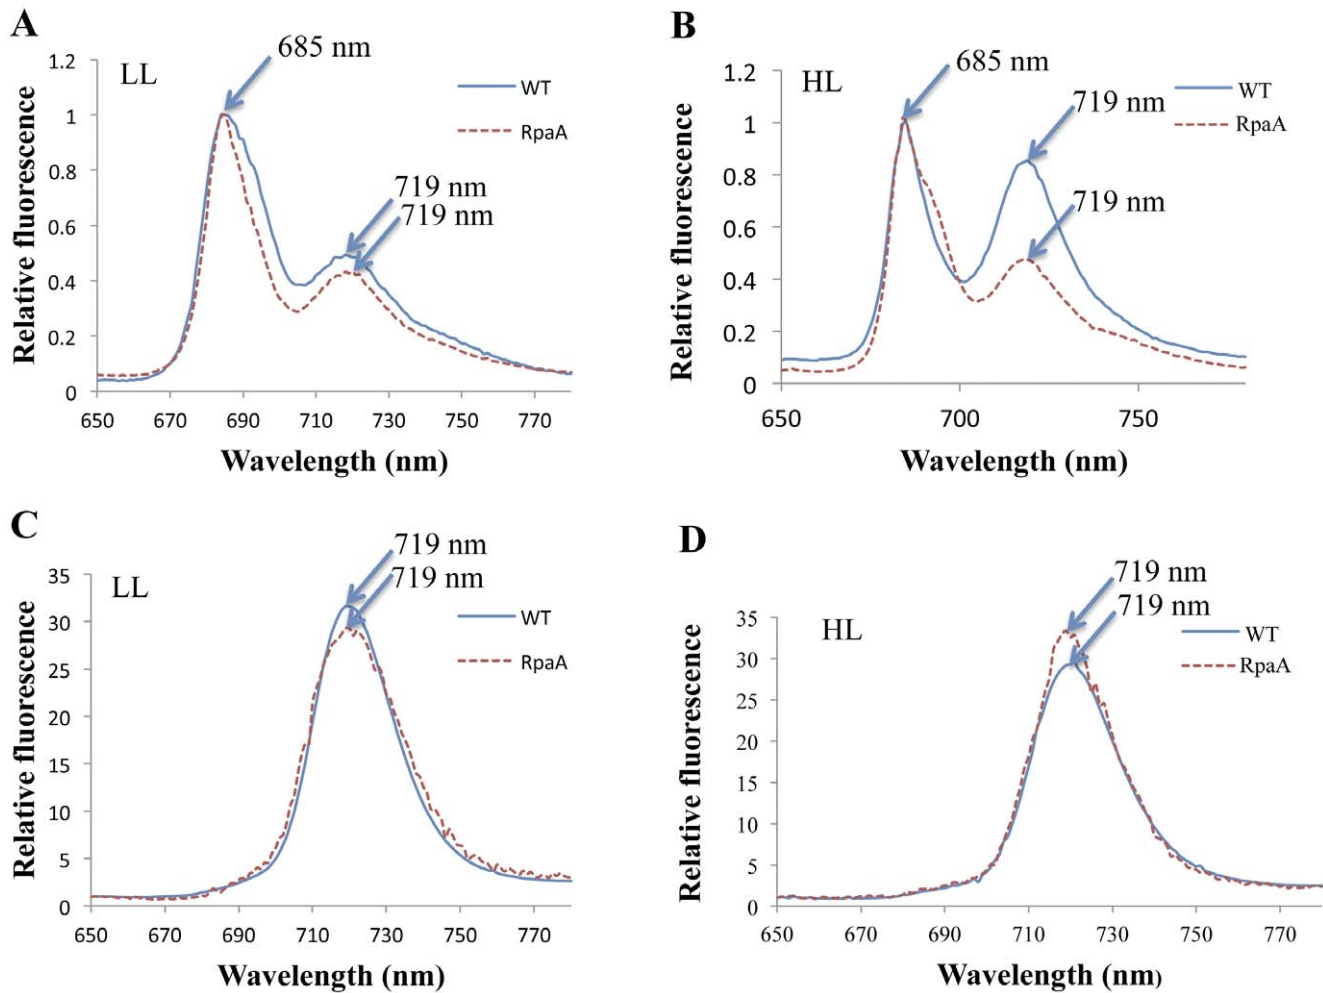 A
LL
685 nm
719 nm
719 nm
WT
RpaA
1.2
1
0.8
0.6
0.4
0.2
0
650 670 690 710 730 750 770
Relative fluorescence
Wavelength (nm)
B
HL
685 nm
719 nm
719 nm
WT
RpaA
1.2
1
0.8
0.6
0.4
0.2
0
650 700 750
Relative fluorescence
Wavelength (nm)
C
LL
719 nm
719 nm
WT
RpaA
35
30
25
20
15
10
5
0
650 670 690 710 730 750 770
Relative fluorescence
Wavelength (nm)
D
HL
719 nm
719 nm
WT
RpaA
35
30
25
20
15
10
5
0
650 670 690 710 730 750 770
Relative fluorescence
Wavelength (nm)